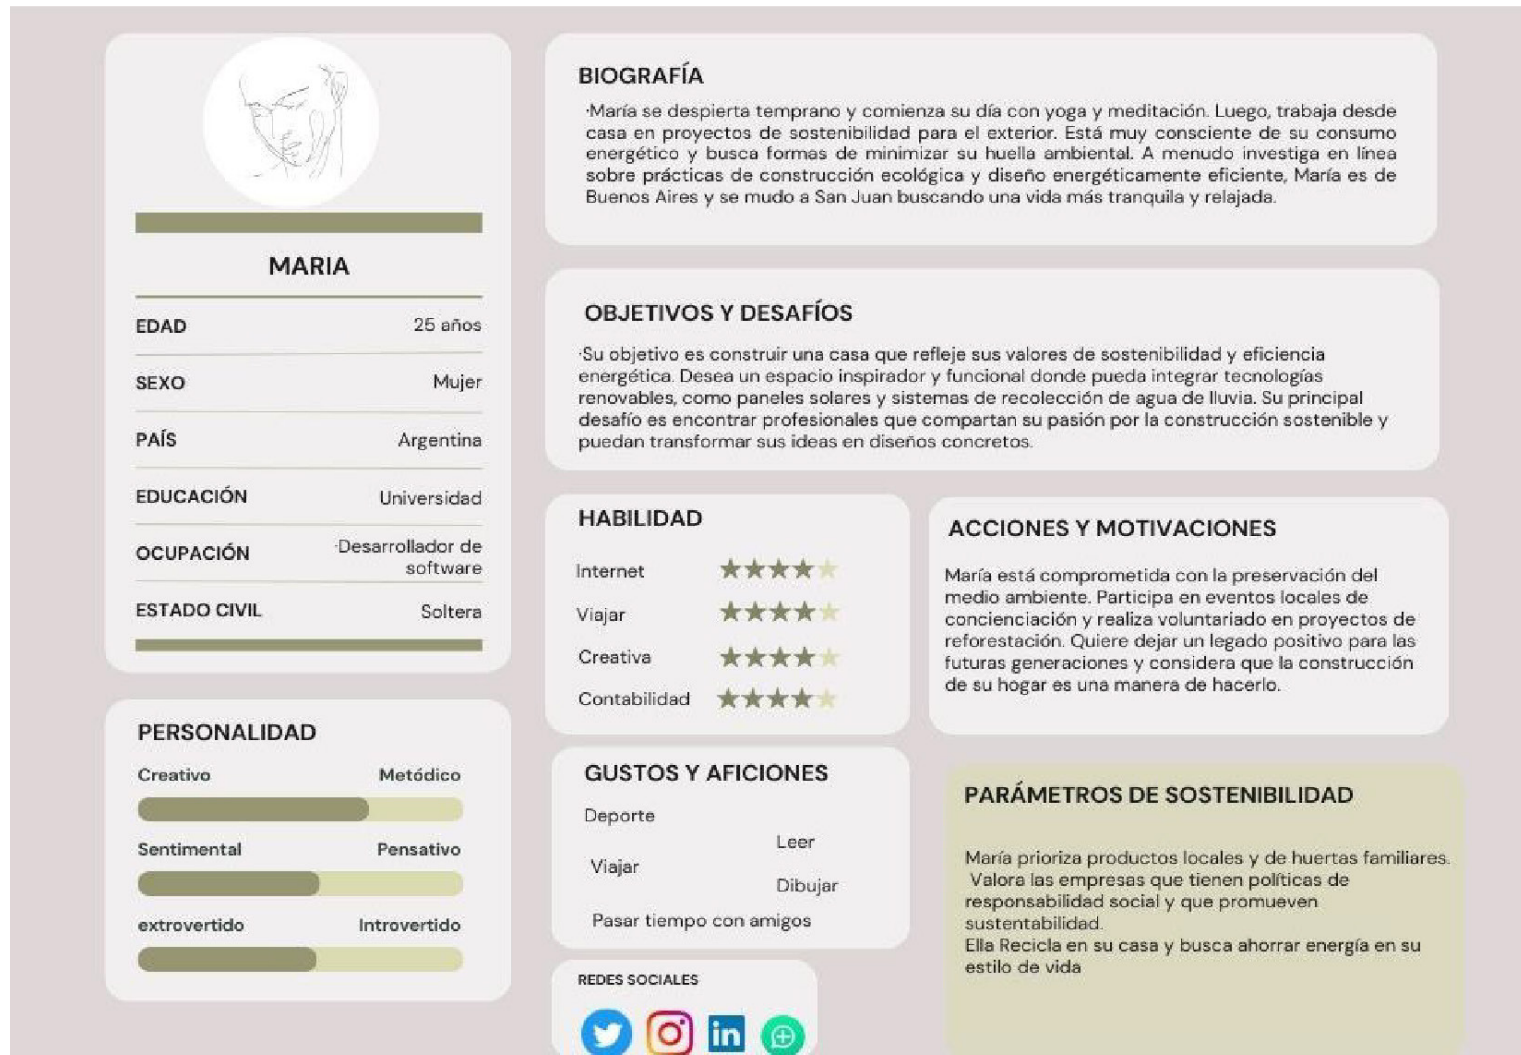 MARIA
EDAD 25 años
SEXO Mujer
PAÍS Argentina
EDUCACIÓN Universidad
OCUPACIÓN ·Desarrollador de
software
ESTADO CIVIL Soltera
PERSONALIDAD
Creativo Metódico
Sentimental Pensativo
extrovertido Introvertido
BIOGRAFÍA
·María se despierta temprano y comienza su día con yoga y meditación. Luego, trabaja desde
casa en proyectos de sostenibilidad para el exterior. Está muy consciente de su consumo
energético y busca formas de minimizar su huella ambiental. A menudo investiga en línea
sobre prácticas de construcción ecológica y diseño energéticamente eficiente, María es de
Buenos Aires y se mudo a San Juan buscando una vida más tranquila y relajada.
OBJETIVOS Y DESAFÍOS
·Su objetivo es construir una casa que refleje sus valores de sostenibilidad y eficiencia
energética. Desea un espacio inspirador y funcional donde pueda integrar tecnologías
renovables, como paneles solares y sistemas de recolección de agua de lluvia. Su principal
desafío es encontrar profesionales que compartan su pasión por la construcción sostenible y
puedan transformar sus ideas en diseños concretos.
HABILIDAD
Internet
Viajar
Creativa
Contabilidad
GUSTOS Y AFICIONES
Deporte
Leer
Viajar
Dibujar
Pasar tiempo con amigos
REDES SOCIALES
in
ACCIONES Y MOTIVACIONES
María está comprometida con la preservación del
medio ambiente. Participa en eventos locales de
concienciación y realiza voluntariado en proyectos de
reforestación. Quiere dejar un legado positivo para las
futuras generaciones y considera que la construcción
de su hogar es una manera de hacerlo.
PARÁMETROS DE SOSTENIBILIDAD
María prioriza productos locales y de huertas familiares.
Valora las empresas que tienen políticas de
responsabilidad social y que promueven
sustentabilidad.
Ella Recicla en su casa y busca ahorrar energía en su
estilo de vida